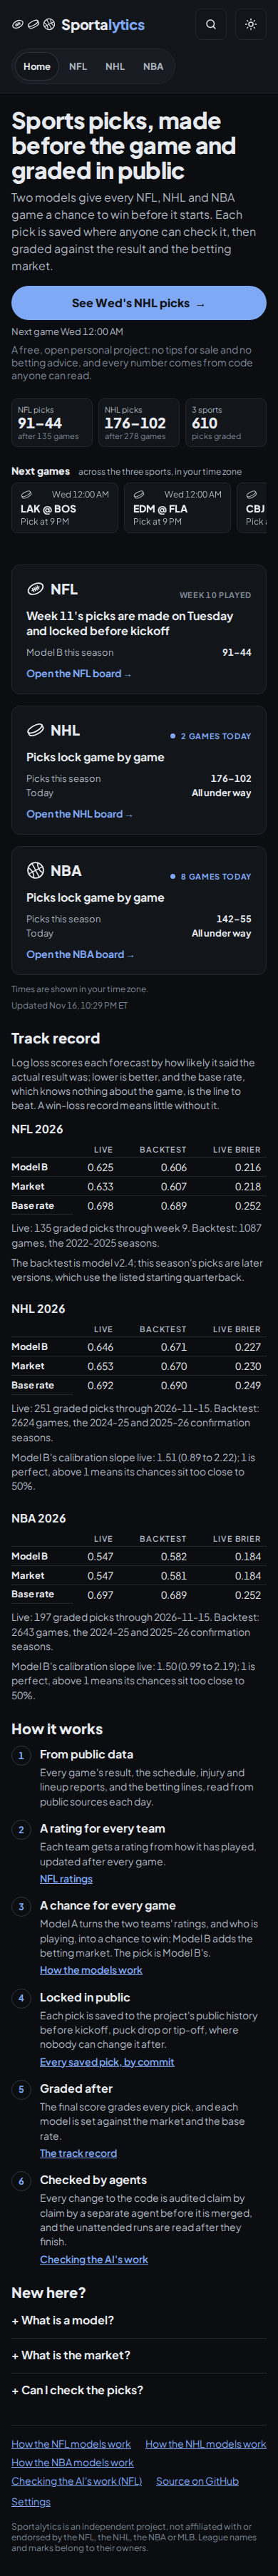 Sportalytics
Home NFL NHL NBA
Sports picks, made
before the game and
graded in public
Two models give every NFL, NHL and NBA
game a chance to win before it starts. Each
pick is saved where anyone can check it, then
graded against the result and the betting
market.
See Wed's NHL picks →
Next game Wed 12:00 AM
A free, open personal project: no tips for sale and no
betting advice, and every number comes from code
anyone can read.
NFL picks
91–44
after 135 games
NHL picks
176–102
after 278 games
3 sports
610
picks graded
Next games across the three sports, in your time zone
Wed 12:00 AM
LAK @ BOS
Pick at 9 PM
Wed 12:00 AM
EDM @ FLA
Pick at 9 PM
CBJ
Pick a
NFL WEEK 10 PLAYED
Week 11's picks are made on Tuesday
and locked before kickoff
Model B this season 91–44
Open the NFL board →
NHL 2 GAMES TODAY
Picks lock game by game
Picks this season 176–102
Today All under way
Open the NHL board →
NBA 8 GAMES TODAY
Picks lock game by game
Picks this season 142–55
Today All under way
Open the NBA board →
Times are shown in your time zone.
Updated Nov 16, 10:29 PM ET
Track record
Log loss scores each forecast by how likely it said the
actual result was; lower is better, and the base rate,
which knows nothing about the game, is the line to
beat. A win-loss record means little without it.
NFL 2026
LIVE BACKTEST LIVE BRIER
Model B 0.625 0.606 0.216
Market 0.633 0.607 0.218
Base rate 0.698 0.689 0.252
Live: 135 graded picks through week 9. Backtest: 1087
games, the 2022-2025 seasons.
The backtest is model v2.4; this season's picks are later
versions, which use the listed starting quarterback.
NHL 2026
LIVE BACKTEST LIVE BRIER
Model B 0.646 0.671 0.227
Market 0.653 0.670 0.230
Base rate 0.692 0.690 0.249
Live: 251 graded picks through 2026-11-15. Backtest:
2624 games, the 2024-25 and 2025-26 confirmation
seasons.
Model B's calibration slope live: 1.51 (0.89 to 2.22); 1 is
perfect, above 1 means its chances sit too close to
50%.
NBA 2026
LIVE BACKTEST LIVE BRIER
Model B 0.547 0.582 0.184
Market 0.547 0.581 0.184
Base rate 0.697 0.689 0.252
Live: 197 graded picks through 2026-11-15. Backtest:
2643 games, the 2024-25 and 2025-26 confirmation
seasons.
Model B's calibration slope live: 1.50 (0.99 to 2.19); 1 is
perfect, above 1 means its chances sit too close to
50%.
How it works
1 From public data
Every game's result, the schedule, injury and
lineup reports, and the betting lines, read from
public sources each day.
2 A rating for every team
Each team gets a rating from how it has played,
updated after every game.
NFL ratings
3 A chance for every game
Model A turns the two teams' ratings, and who is
playing, into a chance to win; Model B adds the
betting market. The pick is Model B's.
How the models work
4 Locked in public
Each pick is saved to the project's public history
before kickoff, puck drop or tip-off, where
nobody can change it after.
Every saved pick, by commit
5 Graded after
The final score grades every pick, and each
model is set against the market and the base
rate.
The track record
6 Checked by agents
Every change to the code is audited claim by
claim by a separate agent before it is merged,
and the unattended runs are read after they
finish.
Checking the AI's work
New here?
+ What is a model?
+ What is the market?
+ Can I check the picks?
How the NFL models work How the NHL models work
How the NBA models work
Checking the AI's work (NFL) Source on GitHub
Settings
Sportalytics is an independent project, not affiliated with or
endorsed by the NFL, the NHL, the NBA or MLB. League names
and marks belong to their owners.